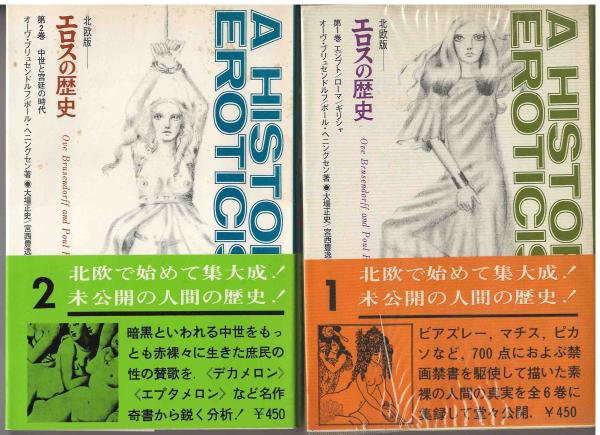 北欧版
エロスの歴史
第2巻 中世と宮廷の時代
オーヴ・ブリュセンドルフ/ポール・ヘニングセン著●大場正史/宮西豊逸
Ove Brusendorff and Poul H
A HISTOR
EROTICIS
2
北欧で始めて集大成!
未公開の人間の歴史!
暗黒といわれる中世をもっ
とも赤裸々に生きた庶民の
性の賛歌を,〈デカメロン〉
〈エプタメロン〉など名作
奇書から鋭く分析! ¥450
北欧版
エロスの歴史
第1巻 エジプト/ローマ/ギリシャ
オーヴ・ブリュセンドルフ/ポール・ヘニングセン著●大場正史/宮西豊逸
Ove Brusendorff and Poul H
A HISTOR
EROTICIS
1
北欧で始めて集大成!
未公開の人間の歴史!
ビアズレー,マチス,ピカ
ソなど,700点におよぶ禁
画禁書を駆使して描いた素
裸の人間の真実を全6巻に
集録して堂々公開. ¥450